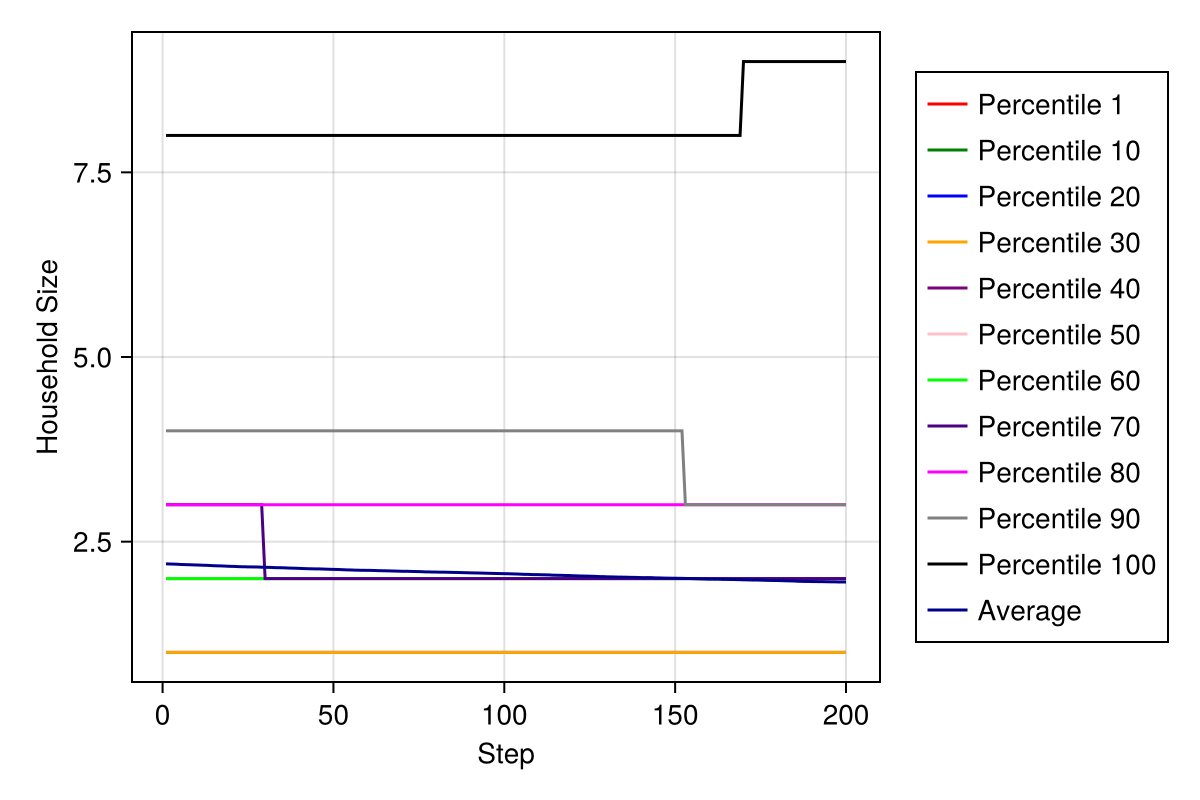 Household Size
7.5
5.0
2.5
0
50
100
150
200
Step
Percentile 1
Percentile 10
Percentile 20
Percentile 30
Percentile 40
Percentile 50
Percentile 60
Percentile 70
Percentile 80
Percentile 90
Percentile 100
Average